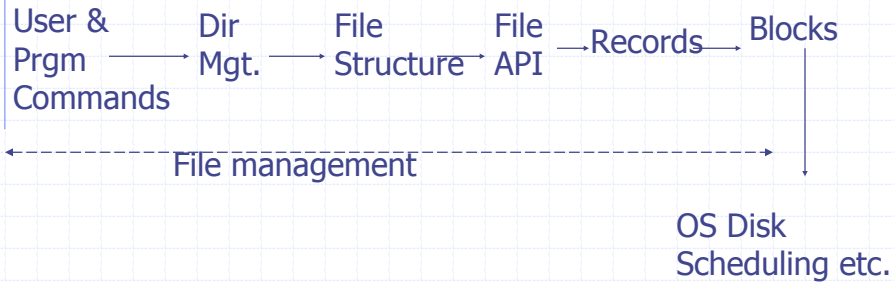 User &
Prgm
Commands
Dir
Mgt.
File
Structure
File
API
Records
Blocks
File management
OS Disk
Scheduling etc.